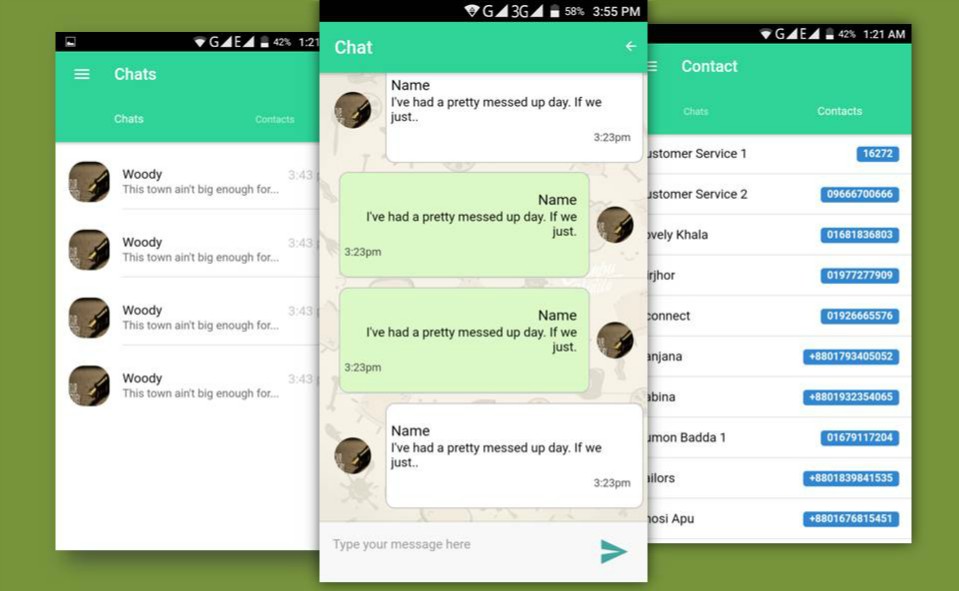 42% 1:21
Chats
Chats Contacts
Woody 3:43
This town ain't big enough for...
Woody 3:43
This town ain't big enough for...
Woody 3:43
This town ain't big enough for...
Woody 3:43
This town ain't big enough for...
G 3G 58% 3:55 PM
Chat
Name
I've had a pretty messed up day. If we
just..
3:23pm
Name
I've had a pretty messed up day. If we
just.
3:23pm
Name
I've had a pretty messed up day. If we
just.
3:23pm
Name
I've had a pretty messed up day. If we
just..
3:23pm
Type your message here
G E 42% 1:21 AM
Contact
Chats Contacts
ustomer Service 1 16272
ustomer Service 2 09666700666
ovely Khala 01681836803
irjhor 01977277909
connect 01926665576
anjana +8801793405052
abina +8801932354065
umon Badda 1 01679117204
ailors +8801839841535
hosi Apu +8801676815451